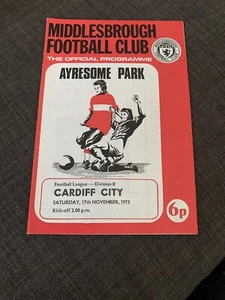 MIDDLESBROUGH
FOOTBALL CLUB
THE OFFICIAL PROGRAMME
AYRESOME PARK
Football League — Division II
CARDIFF CITY
SATURDAY, 17th NOVEMBER, 1973
Kick-off 3.00 p.m.
6p